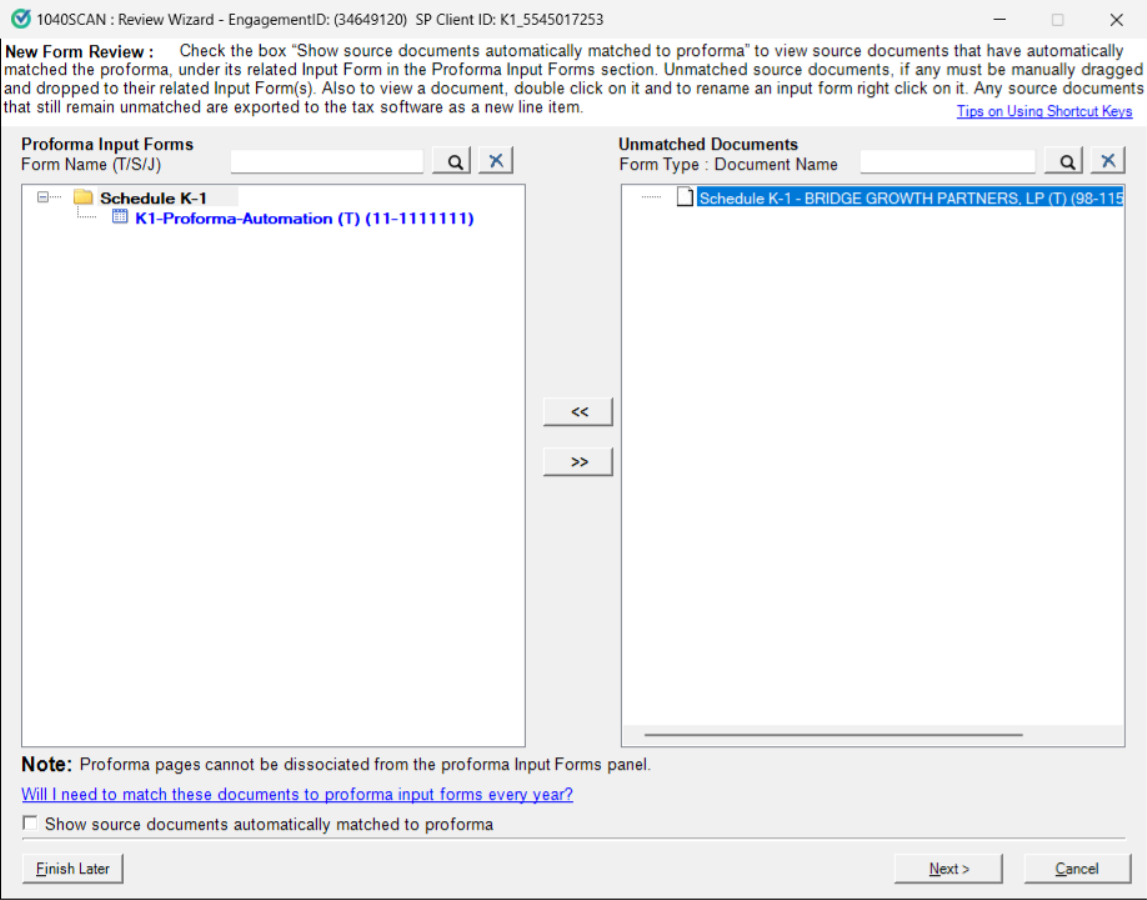 1040SCAN : Review Wizard - EngagementID: (34649120) SP Client ID: K1_5545017253
New Form Review : Check the box “Show source documents automatically matched to proforma” to view source documents that have automatically
matched the proforma, under its related Input Form in the Proforma Input Forms section. Unmatched source documents, if any must be manually dragged
and dropped to their related Input Form(s). Also to view a document, double click on it and to rename an input form right click on it. Any source documents
that still remain unmatched are exported to the tax software as a new line item.
Tips on Using Shortcut Keys
Proforma Input Forms
Form Name (T/S/J)
Unmatched Documents
Form Type : Document Name
Schedule K-1
K1-Proforma-Automation (T) (11-1111111)
Schedule K-1 - BRIDGE GROWTH PARTNERS, LP (T) (98-115
<<
>>
Note: Proforma pages cannot be dissociated from the proforma Input Forms panel.
Will I need to match these documents to proforma input forms every year?
Show source documents automatically matched to proforma
Finish Later
Next >
Cancel